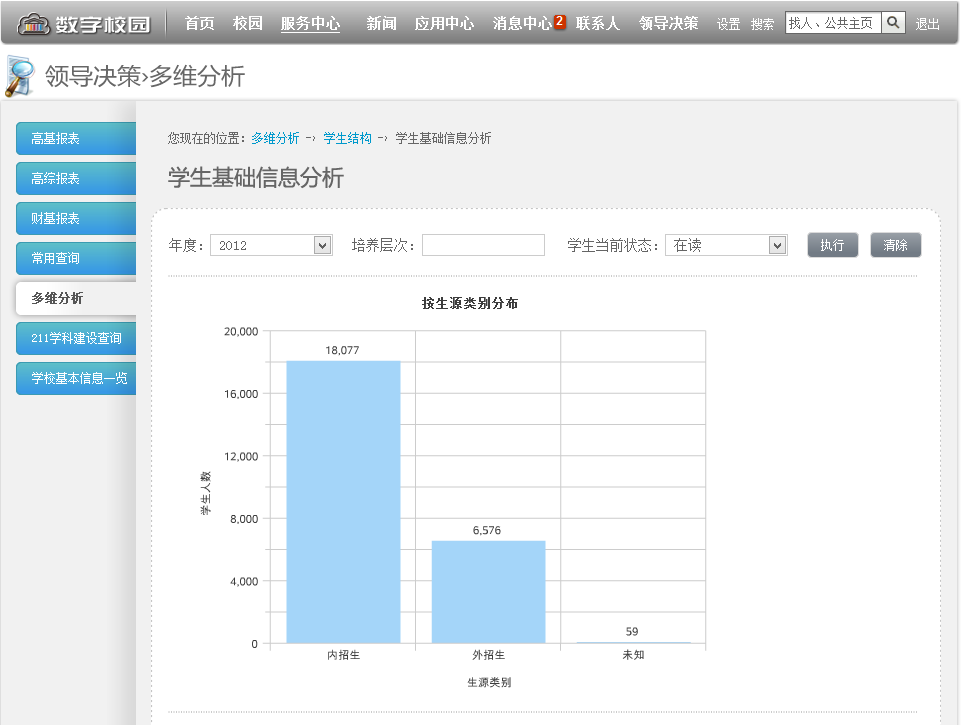 数字校园 首页 校园 服务中心 新闻 应用中心 消息中心 2 联系人 领导决策 设置 搜索 找人、公共主页 退出
领导决策›多维分析
高基报表
高综报表
财基报表
常用查询
多维分析
211学科建设查询
学校基本信息一览
您现在的位置：多维分析 -› 学生结构 -› 学生基础信息分析
学生基础信息分析
年度： 2012 培养层次： 学生当前状态： 在读 执行 清除
按生源类别分布
20,000
16,000
12,000
8,000
4,000
0
学生人数
18,077
6,576
59
内招生 外招生 未知
生源类别